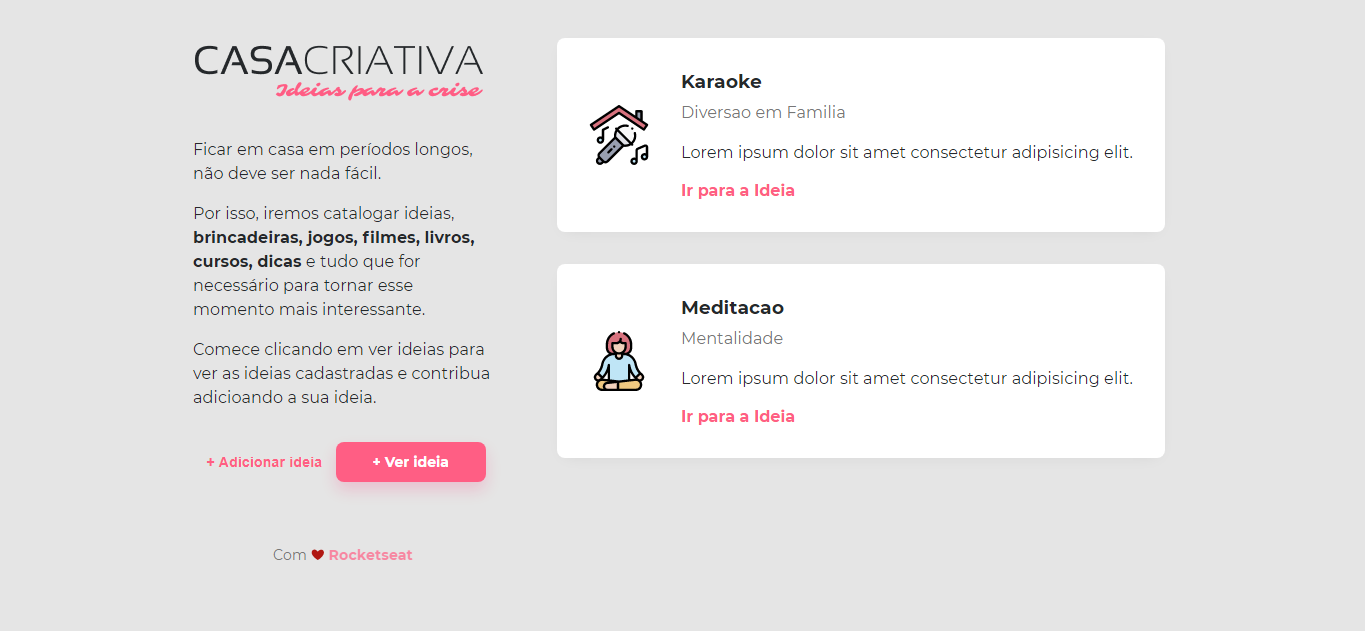 CASACRIATIVA
Ideias para a crise
Ficar em casa em períodos longos,
não deve ser nada fácil.
Por isso, iremos catalogar ideias,
brincadeiras, jogos, filmes, livros,
cursos, dicas e tudo que for
necessário para tornar esse
momento mais interessante.
Comece clicando em ver ideias para
ver as ideias cadastradas e contribua
adicioando a sua ideia.
+ Adicionar ideia
+ Ver ideia
Com ❤ Rocketseat
Karaoke
Diversao em Familia
Lorem ipsum dolor sit amet consectetur adipisicing elit.
Ir para a Ideia
Meditacao
Mentalidade
Lorem ipsum dolor sit amet consectetur adipisicing elit.
Ir para a Ideia